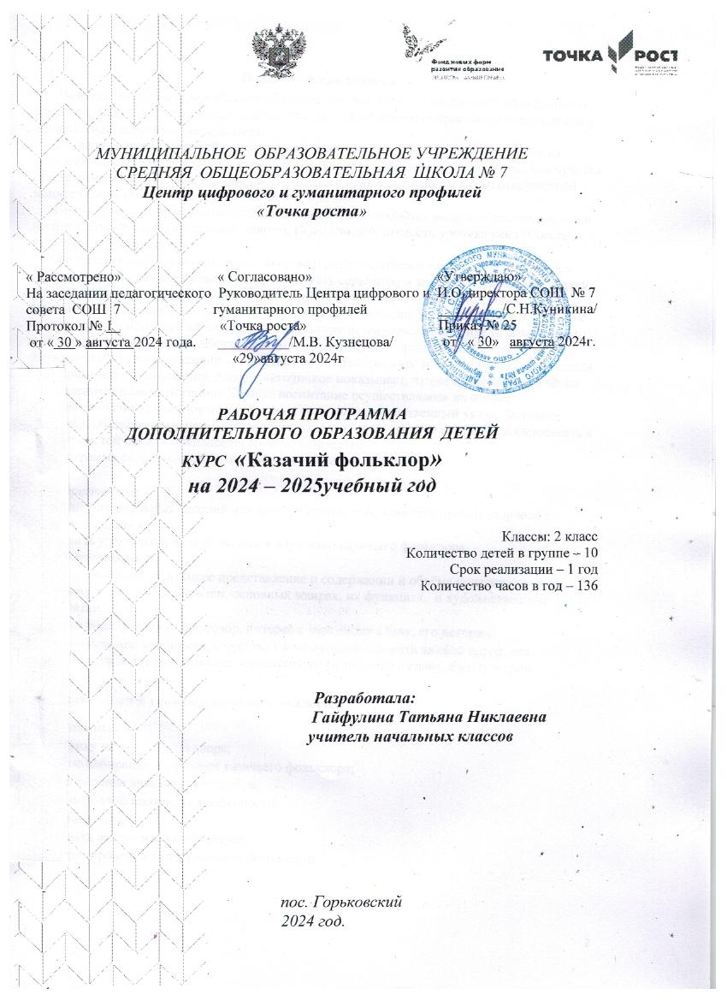 Фонд новых форм
развития образования
ТОЧКА РОСТ
МУНИЦИПАЛЬНОЕ ОБРАЗОВАТЕЛЬНОЕ УЧРЕЖДЕНИЕ
СРЕДНЯЯ ОБЩЕОБРАЗОВАТЕЛЬНАЯ ШКОЛА № 7
Центр цифрового и гуманитарного профилей
«Точка роста»
« Рассмотрено» « Согласовано» «Утверждаю»
На заседании педагогического Руководитель Центра цифрового и И.О.директора СОШ № 7
совета СОШ 7 гуманитарного профилей /С.Н.Куникина/
Протокол № 1 «Точка роста» Приказ № 25
от « 30 » августа 2024 года. /М.В. Кузнецова/ от « 30» августа 2024г.
«29»августа 2024г
РАБОЧАЯ ПРОГРАММА
ДОПОЛНИТЕЛЬНОГО ОБРАЗОВАНИЯ ДЕТЕЙ
КУРС «Казачий фольклор»
на 2024 – 2025учебный год
Классы: 2 класс
Количество детей в группе – 10
Срок реализации – 1 год
Количество часов в год – 136
Разработала:
Гайфулина Татьяна Никлаевна
учитель начальных классов
пос. Горьковский
2024 год.